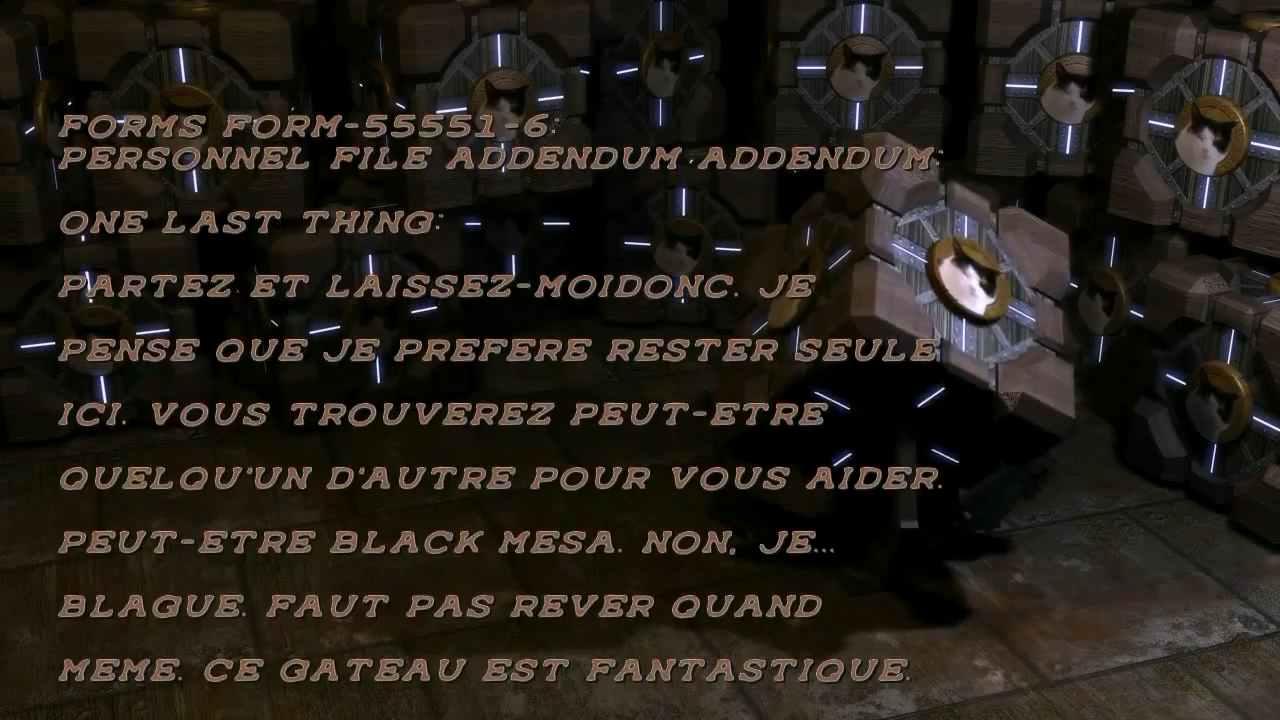 FORMS FORM-55551-6:
PERSONNEL FILE ADDENDUM ADDENDUM:
ONE LAST THING:
PARTEZ ET LAISSEZ-MOIDONC. JE
PENSE QUE JE PREFERE RESTER SEULE
ICI. VOUS TROUVEREZ PEUT-ETRE
QUELQU'UN D'AUTRE POUR VOUS AIDER.
PEUT-ETRE BLACK MESA. NON, JE...
BLAGUE. FAUT PAS REVER QUAND
MEME. CE GATEAU EST FANTASTIQUE.